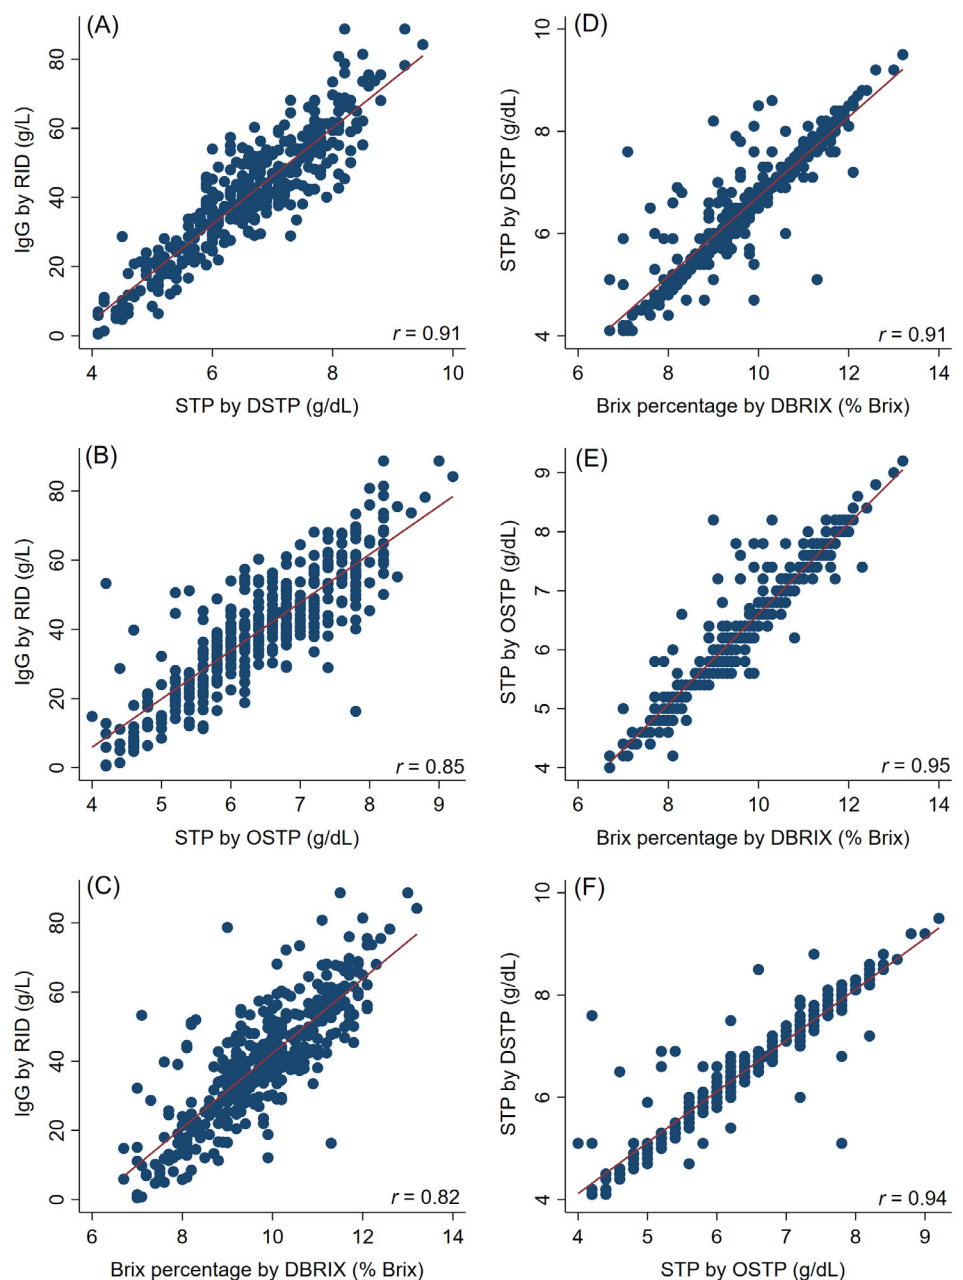 (A)
IgG by RID (g/L)
0 20 40 60 80
r = 0.91
4 6 8 10
STP by DSTP (g/dL)
(D)
STP by DSTP (g/dL)
4 6 8 10
r = 0.91
6 8 10 12 14
Brix percentage by DBRIX (% Brix)
(B)
IgG by RID (g/L)
0 20 40 60 80
r = 0.85
4 5 6 7 8 9
STP by OSTP (g/dL)
(E)
STP by OSTP (g/dL)
4 5 6 7 8 9
r = 0.95
6 8 10 12 14
Brix percentage by DBRIX (% Brix)
(C)
IgG by RID (g/L)
0 20 40 60 80
r = 0.82
6 8 10 12 14
Brix percentage by DBRIX (% Brix)
(F)
STP by DSTP (g/dL)
4 6 8 10
r = 0.94
4 5 6 7 8 9
STP by OSTP (g/dL)